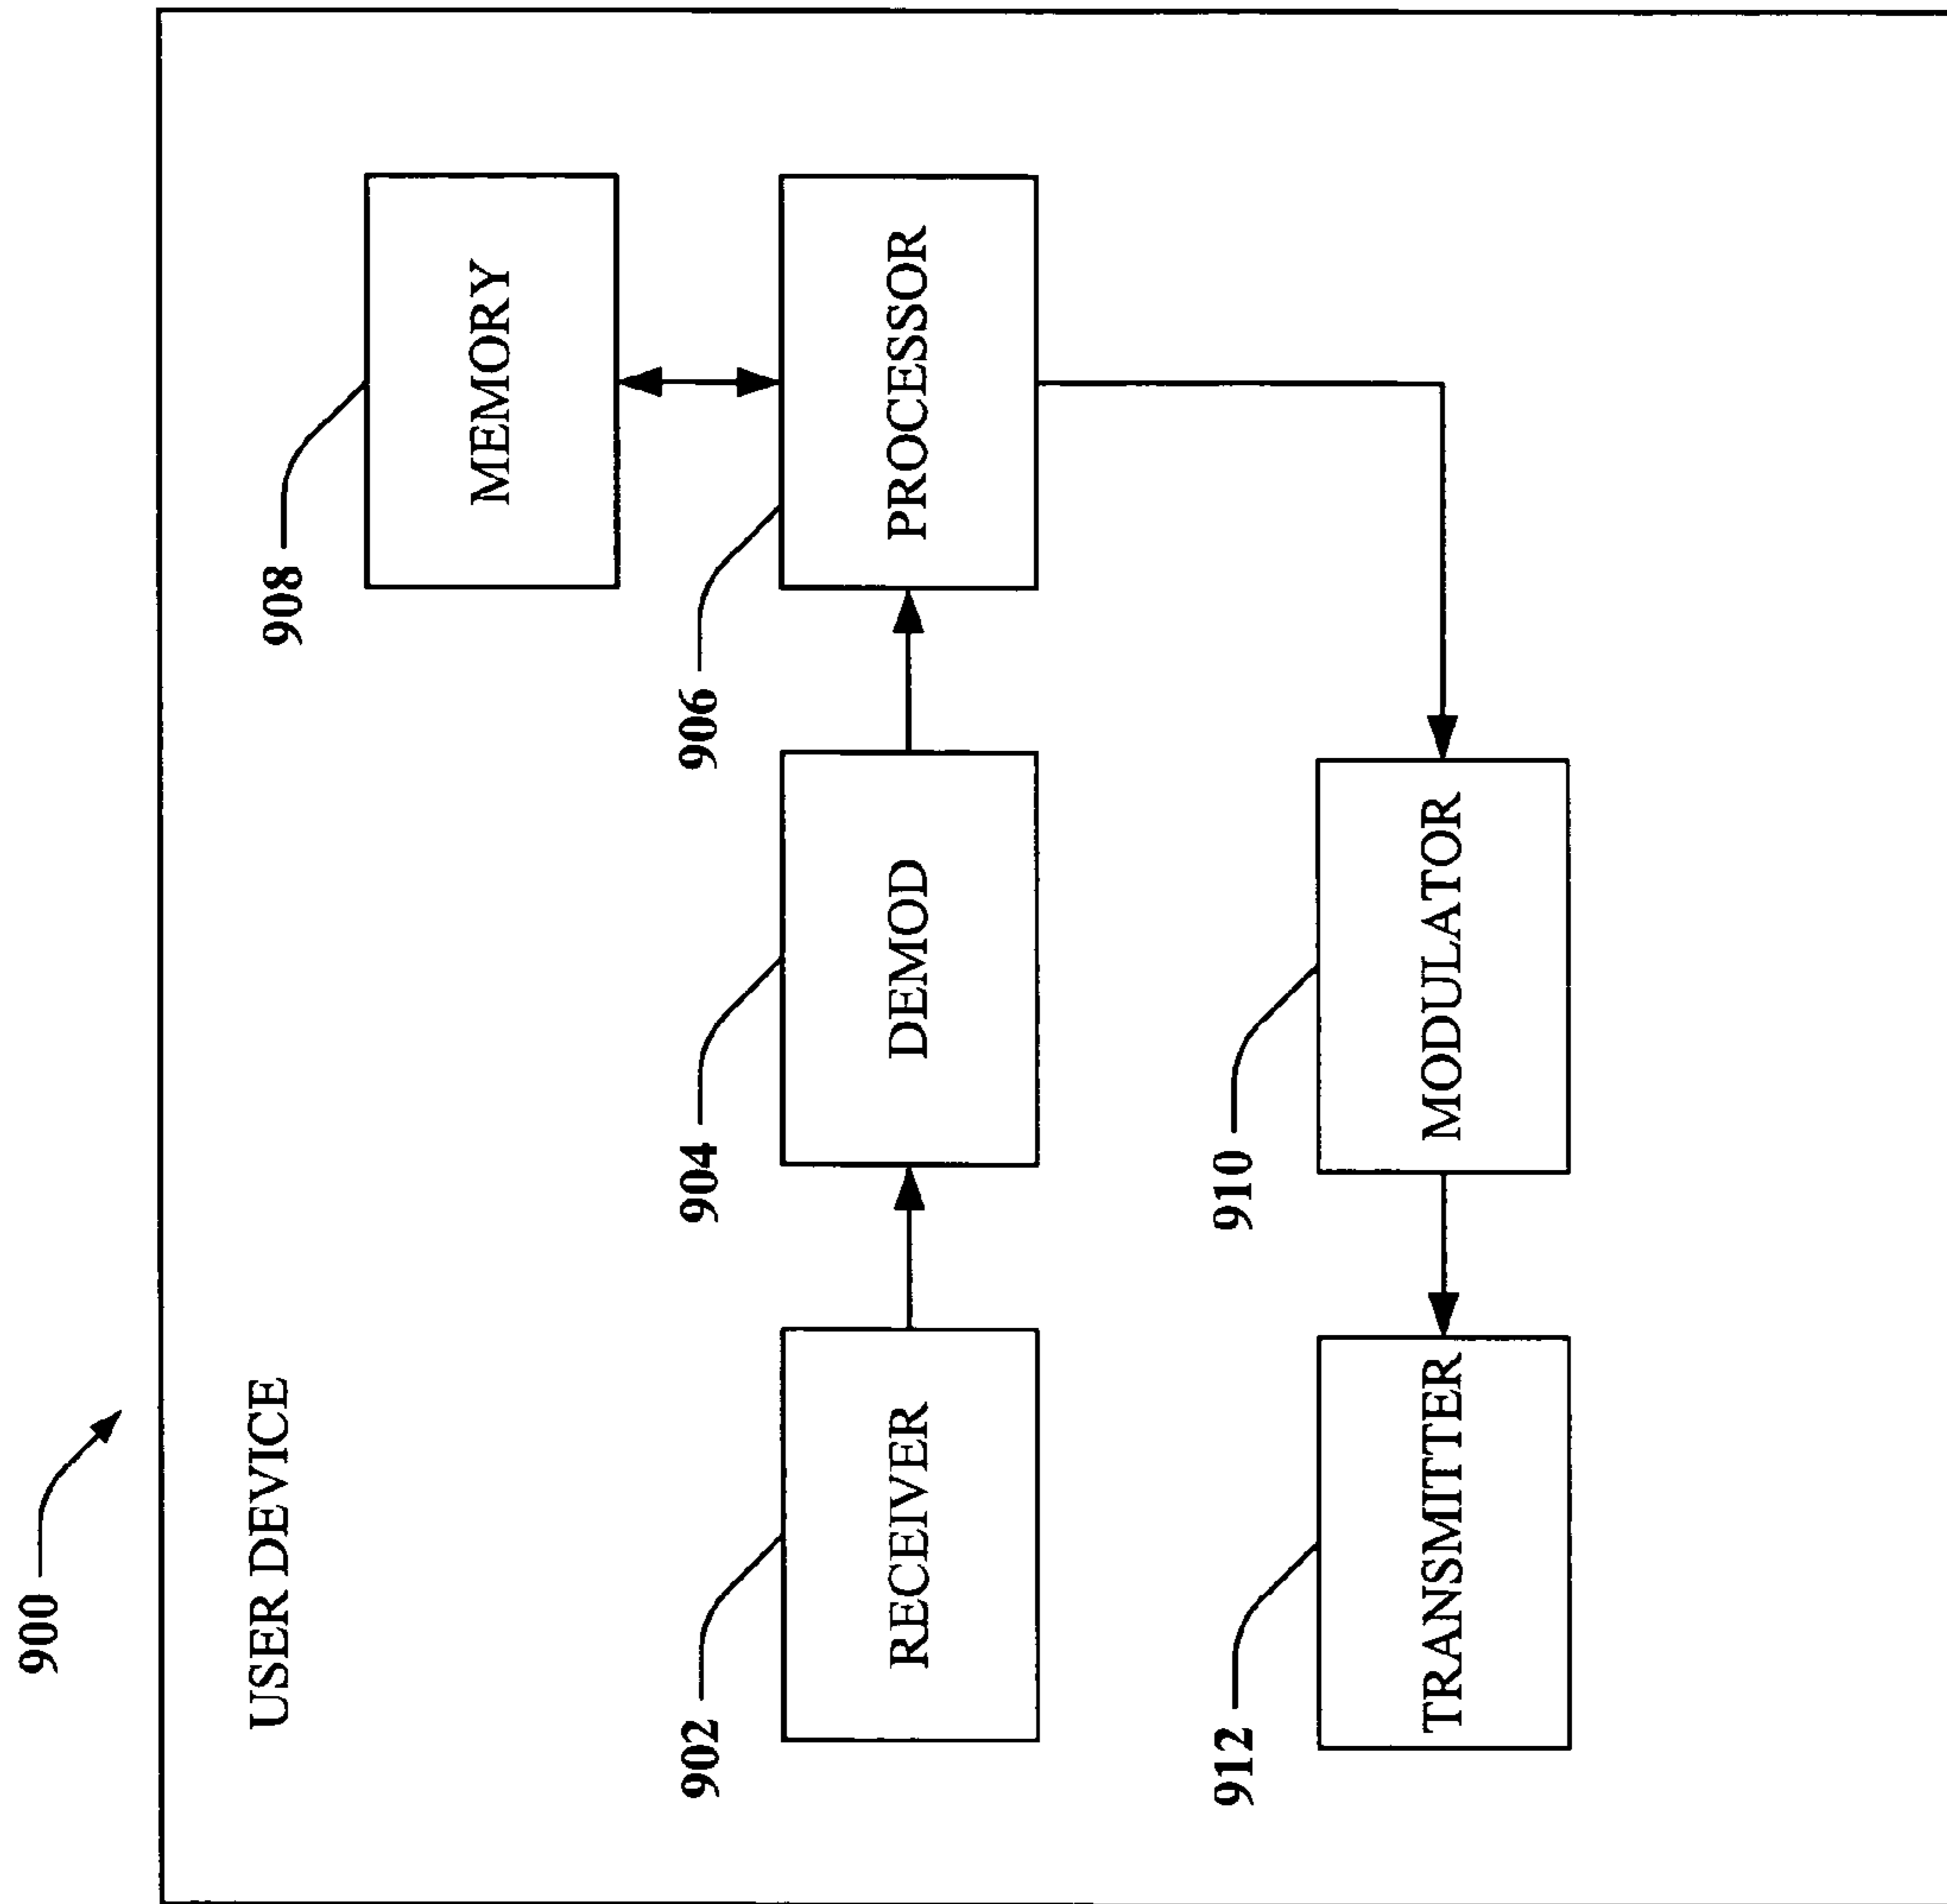 900
USER DEVICE
908
MEMORY
902
904
906
RECEIVER
DEMOD
PROCESSOR
912
910
TRANSMITTER
MODULATOR